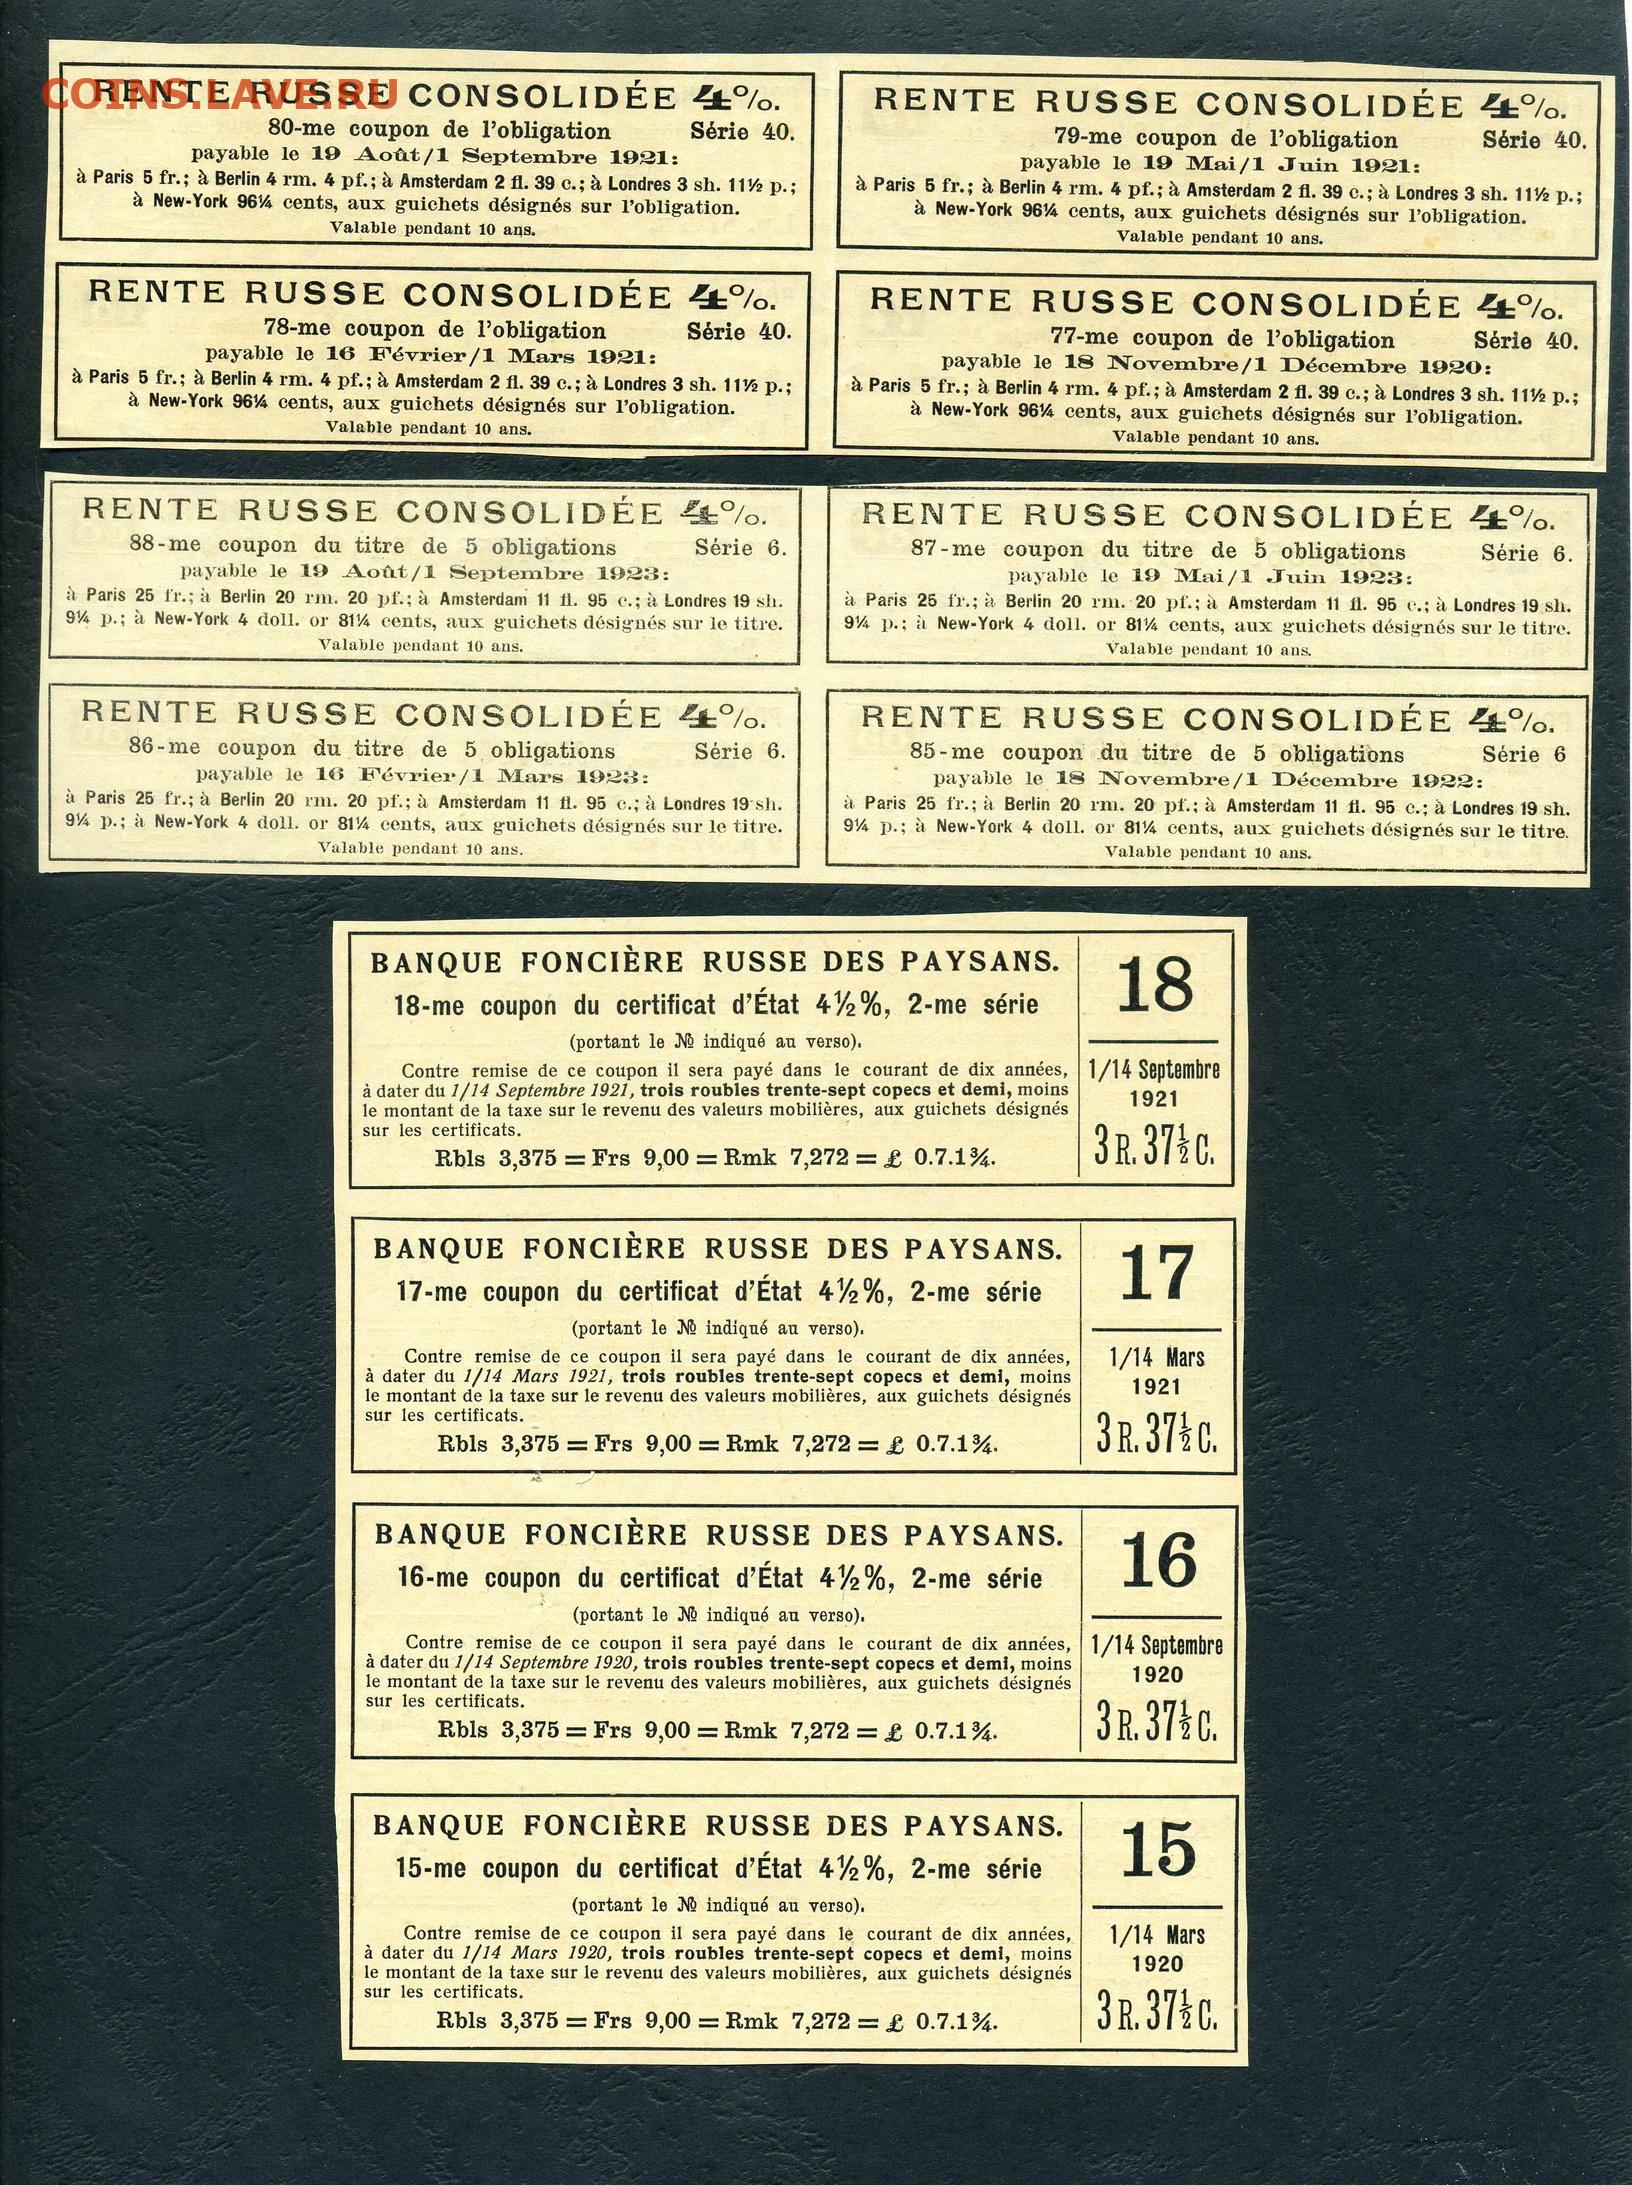 COINS.LAVE.RU
RENTE RUSSE CONSOLIDÉE 4%.
80-me coupon de l'obligation Série 40.
payable le 19 Août/1 Septembre 1921:
à Paris 5 fr.; à Berlin 4 rm. 4 pf.; à Amsterdam 2 fl. 39 c.; à Londres 3 sh. 11½ p.;
à New-York 96¼ cents, aux guichets désignés sur l'obligation.
Valable pendant 10 ans.
RENTE RUSSE CONSOLIDÉE 4%.
79-me coupon de l'obligation Série 40.
payable le 19 Mai/1 Juin 1921:
à Paris 5 fr.; à Berlin 4 rm. 4 pf.; à Amsterdam 2 fl. 39 c.; à Londres 3 sh. 11½ p.;
à New-York 96¼ cents, aux guichets désignés sur l'obligation.
Valable pendant 10 ans.
RENTE RUSSE CONSOLIDÉE 4%.
78-me coupon de l'obligation Série 40.
payable le 16 Février/1 Mars 1921:
à Paris 5 fr.; à Berlin 4 rm. 4 pf.; à Amsterdam 2 fl. 39 c.; à Londres 3 sh. 11½ p.;
à New-York 96¼ cents, aux guichets désignés sur l'obligation.
Valable pendant 10 ans.
RENTE RUSSE CONSOLIDÉE 4%.
77-me coupon de l'obligation Série 40.
payable le 18 Novembre/1 Décembre 1920:
à Paris 5 fr.; à Berlin 4 rm. 4 pf.; à Amsterdam 2 fl. 39 c.; à Londres 3 sh. 11½ p.;
à New-York 96¼ cents, aux guichets désignés sur l'obligation.
Valable pendant 10 ans.
RENTE RUSSE CONSOLIDÉE 4%.
88-me coupon du titre de 5 obligations Série 6.
payable le 19 Août/1 Septembre 1923:
à Paris 25 fr.; à Berlin 20 rm. 20 pf.; à Amsterdam 11 fl. 95 c.; à Londres 19 sh.
9¼ p.; à New-York 4 doll. or 81¼ cents, aux guichets désignés sur le titre.
Valable pendant 10 ans.
RENTE RUSSE CONSOLIDÉE 4%.
87-me coupon du titre de 5 obligations Série 6.
payable le 19 Mai/1 Juin 1923:
à Paris 25 fr.; à Berlin 20 rm. 20 pf.; à Amsterdam 11 fl. 95 c.; à Londres 19 sh.
9¼ p.; à New-York 4 doll. or 81¼ cents, aux guichets désignés sur le titre.
Valable pendant 10 ans.
RENTE RUSSE CONSOLIDÉE 4%.
86-me coupon du titre de 5 obligations Série 6.
payable le 16 Février/1 Mars 1923:
à Paris 25 fr.; à Berlin 20 rm. 20 pf.; à Amsterdam 11 fl. 95 c.; à Londres 19 sh.
9¼ p.; à New-York 4 doll. or 81¼ cents, aux guichets désignés sur le titre.
Valable pendant 10 ans.
RENTE RUSSE CONSOLIDÉE 4%.
85-me coupon du titre de 5 obligations Série 6
payable le 18 Novembre/1 Décembre 1922:
à Paris 25 fr.; à Berlin 20 rm. 20 pf.; à Amsterdam 11 fl. 95 c.; à Londres 19 sh.
9¼ p.; à New-York 4 doll. or 81¼ cents, aux guichets désignés sur le titre.
Valable pendant 10 ans.
BANQUE FONCIÈRE RUSSE DES PAYSANS.
18-me coupon du certificat d'État 4½%, 2-me série
(portant le № indiqué au verso).
Contre remise de ce coupon il sera payé dans le courant de dix années,
à dater du 1/14 Septembre 1921, trois roubles trente-sept copecs et demi, moins
le montant de la taxe sur le revenu des valeurs mobilières, aux guichets désignés
sur les certificats.
Rbls 3,375 = Frs 9,00 = Rmk 7,272 = £ 0.7.1¾.
18
1/14 Septembre
1921
3 R. 37½ C.
BANQUE FONCIÈRE RUSSE DES PAYSANS.
17-me coupon du certificat d'État 4½%, 2-me série
(portant le № indiqué au verso).
Contre remise de ce coupon il sera payé dans le courant de dix années,
à dater du 1/14 Mars 1921, trois roubles trente-sept copecs et demi, moins
le montant de la taxe sur le revenu des valeurs mobilières, aux guichets désignés
sur les certificats.
Rbls 3,375 = Frs 9,00 = Rmk 7,272 = £ 0.7.1¾.
17
1/14 Mars
1921
3 R. 37½ C.
BANQUE FONCIÈRE RUSSE DES PAYSANS.
16-me coupon du certificat d'État 4½%, 2-me série
(portant le № indiqué au verso).
Contre remise de ce coupon il sera payé dans le courant de dix années,
à dater du 1/14 Septembre 1920, trois roubles trente-sept copecs et demi, moins
le montant de la taxe sur le revenu des valeurs mobilières, aux guichets désignés
sur les certificats.
Rbls 3,375 = Frs 9,00 = Rmk 7,272 = £ 0.7.1¾.
16
1/14 Septembre
1920
3 R. 37½ C.
BANQUE FONCIÈRE RUSSE DES PAYSANS.
15-me coupon du certificat d'État 4½%, 2-me série
(portant le № indiqué au verso).
Contre remise de ce coupon il sera payé dans le courant de dix années,
à dater du 1/14 Mars 1920, trois roubles trente-sept copecs et demi, moins
le montant de la taxe sur le revenu des valeurs mobilières, aux guichets désignés
sur les certificats.
Rbls 3,375 = Frs 9,00 = Rmk 7,272 = £ 0.7.1¾.
15
1/14 Mars
1920
3 R. 37½ C.